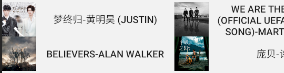 梦终归-黄明昊 (JUSTIN)
WE ARE THE
(OFFICIAL UEFA
SONG)-MART
BELIEVERS-ALAN WALKER
庞贝-